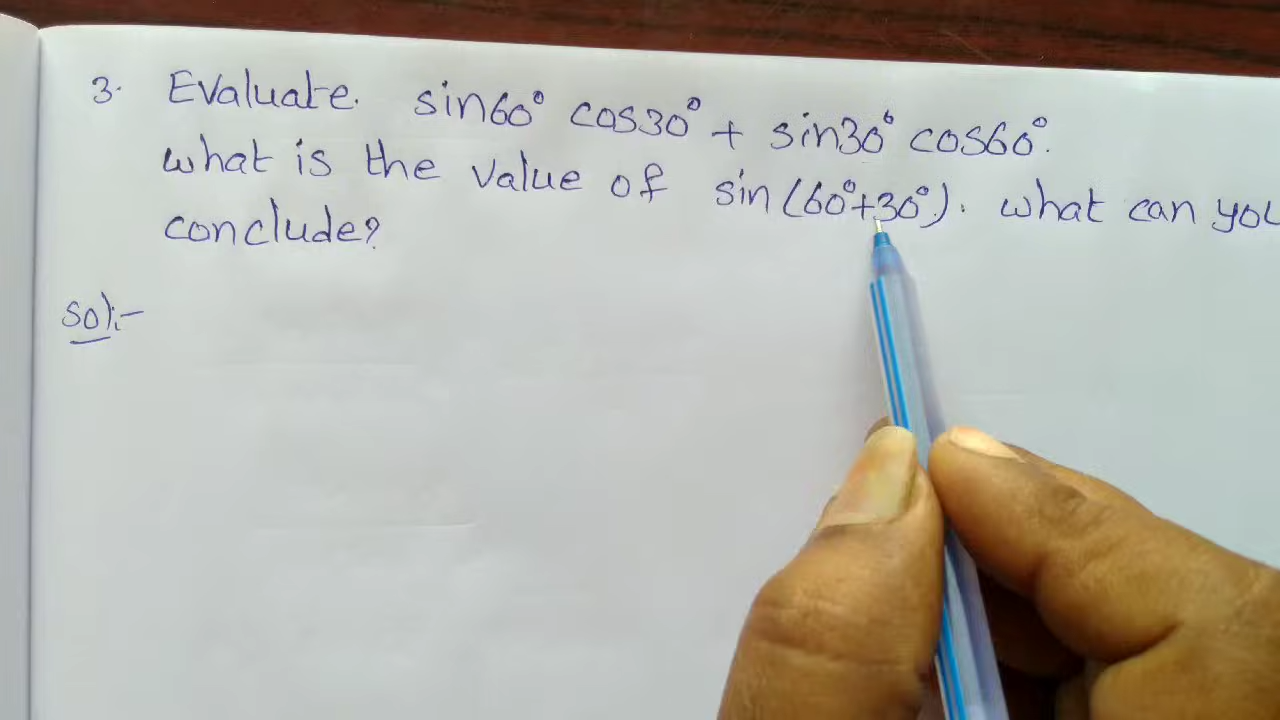 3. Evaluate. sin60° cos30° + sin30° cos60°.
what is the value of sin(60°+30°). what can you
conclude?
Sol:-